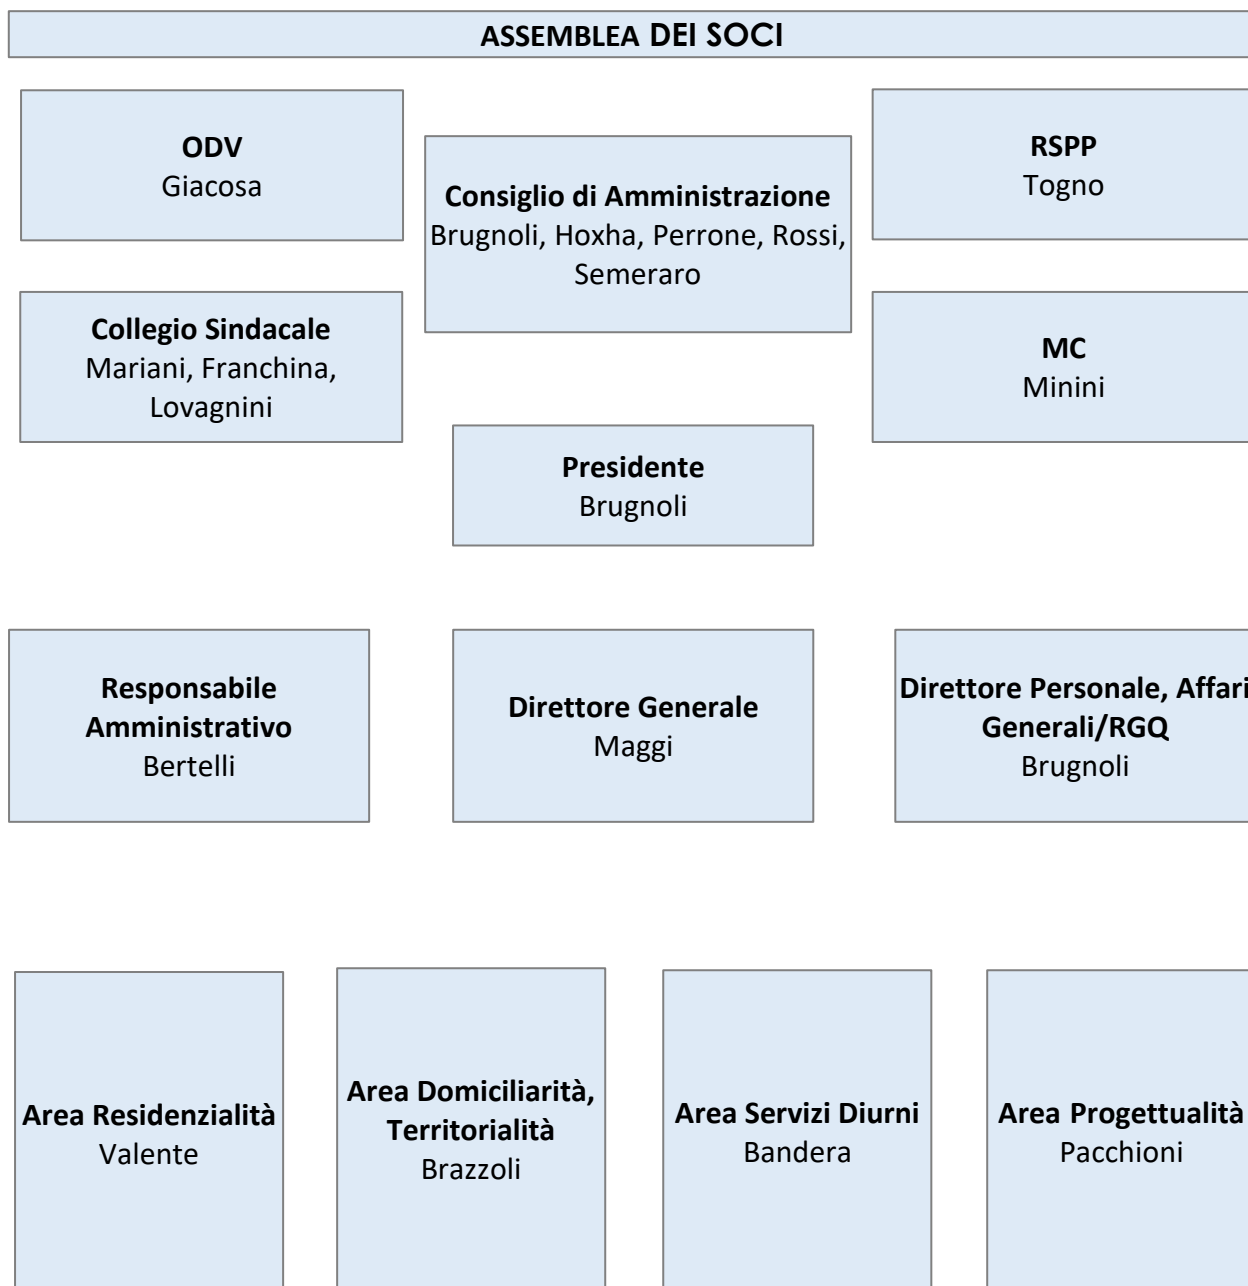 ASSEMBLEA DEI SOCI
ODV
Giacosa
Consiglio di Amministrazione
Brugnoli, Hoxha, Perrone, Rossi,
Semeraro
RSPP
Togno
Collegio Sindacale
Mariani, Franchina,
Lovagnini
MC
Minini
Presidente
Brugnoli
Responsabile
Amministrativo
Bertelli
Direttore Generale
Maggi
Direttore Personale, Affari
Generali/RGQ
Brugnoli
Area Residenzialità
Valente
Area Domiciliarità,
Territorialità
Brazzoli
Area Servizi Diurni
Bandera
Area Progettualità
Pacchioni